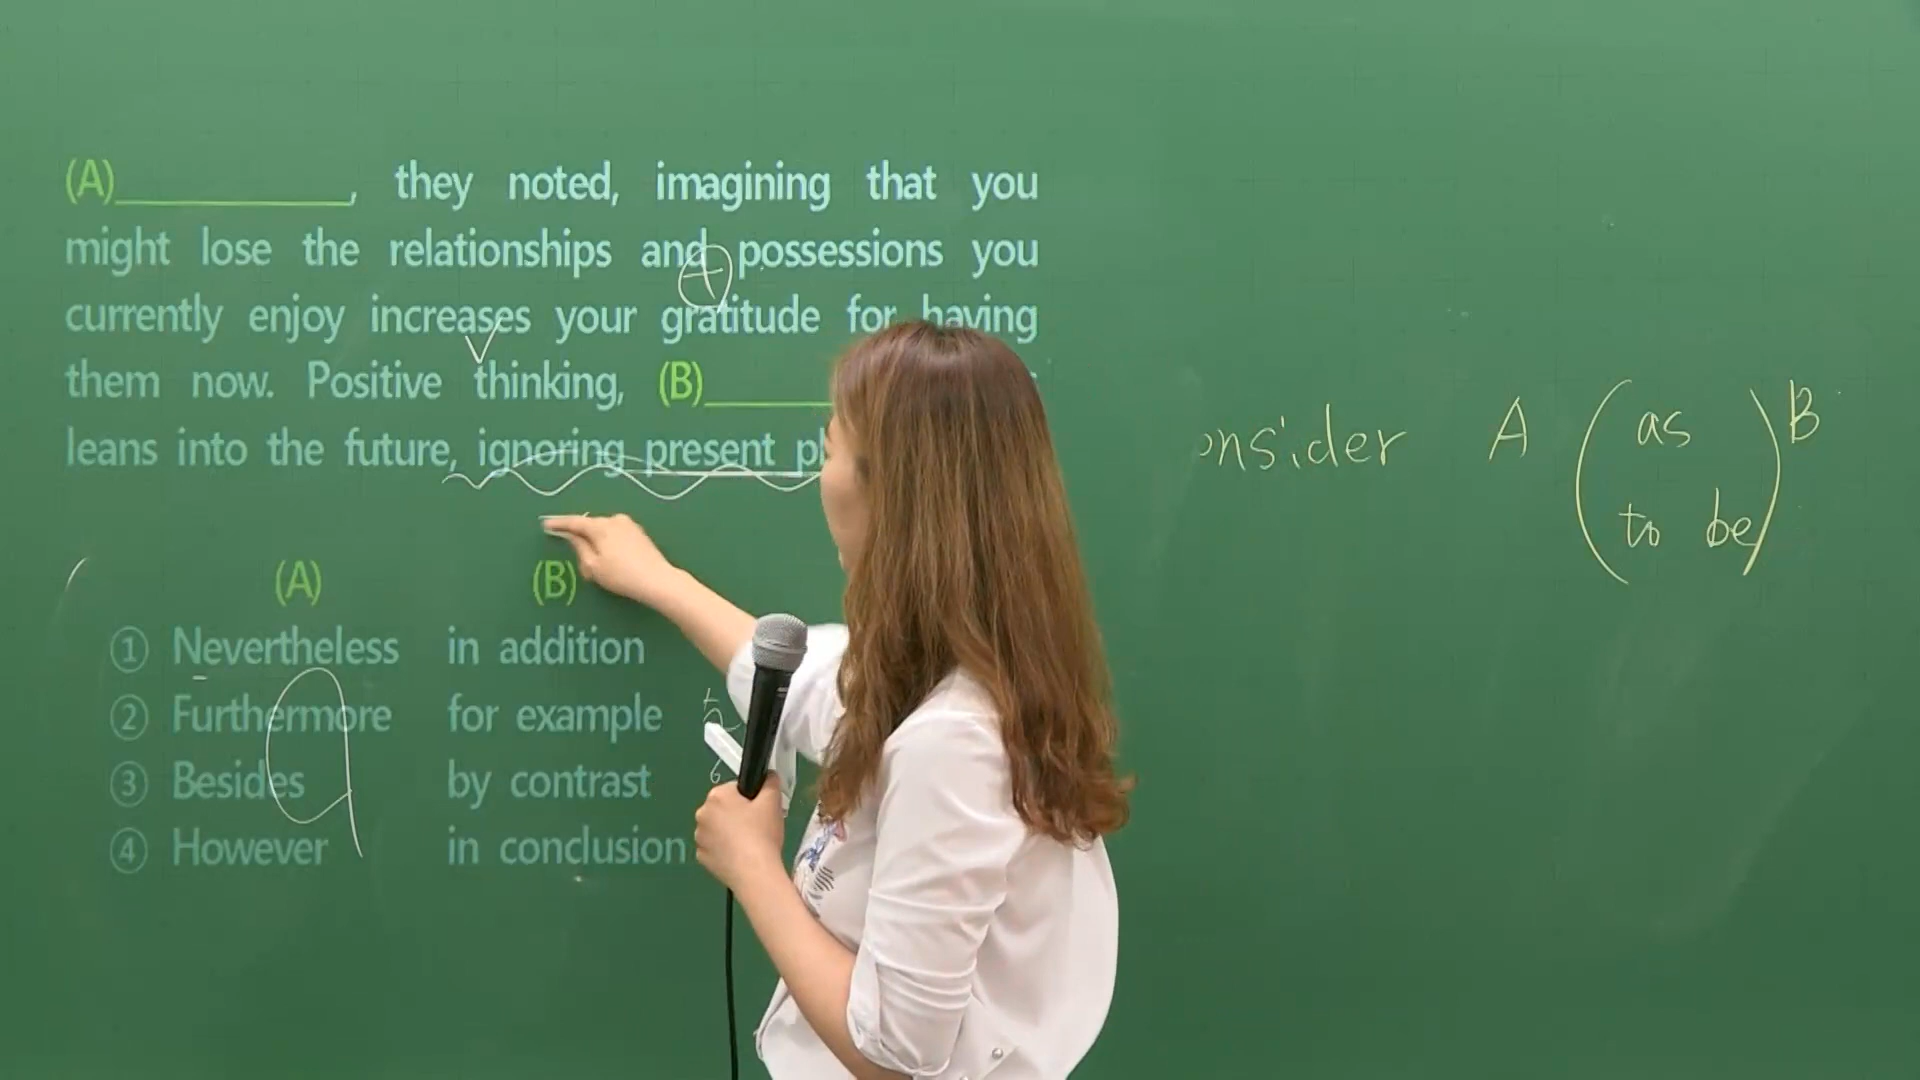 (A)____________, they noted, imagining that you
might lose the relationships and possessions you
currently enjoy increases your gratitude for having
them now. Positive thinking, (B)________
leans into the future, ignoring present
(A) (B)
① Nevertheless in addition
② Furthermore for example
③ Besides by contrast
④ However in conclusion
onsider A ( as ) B
to be